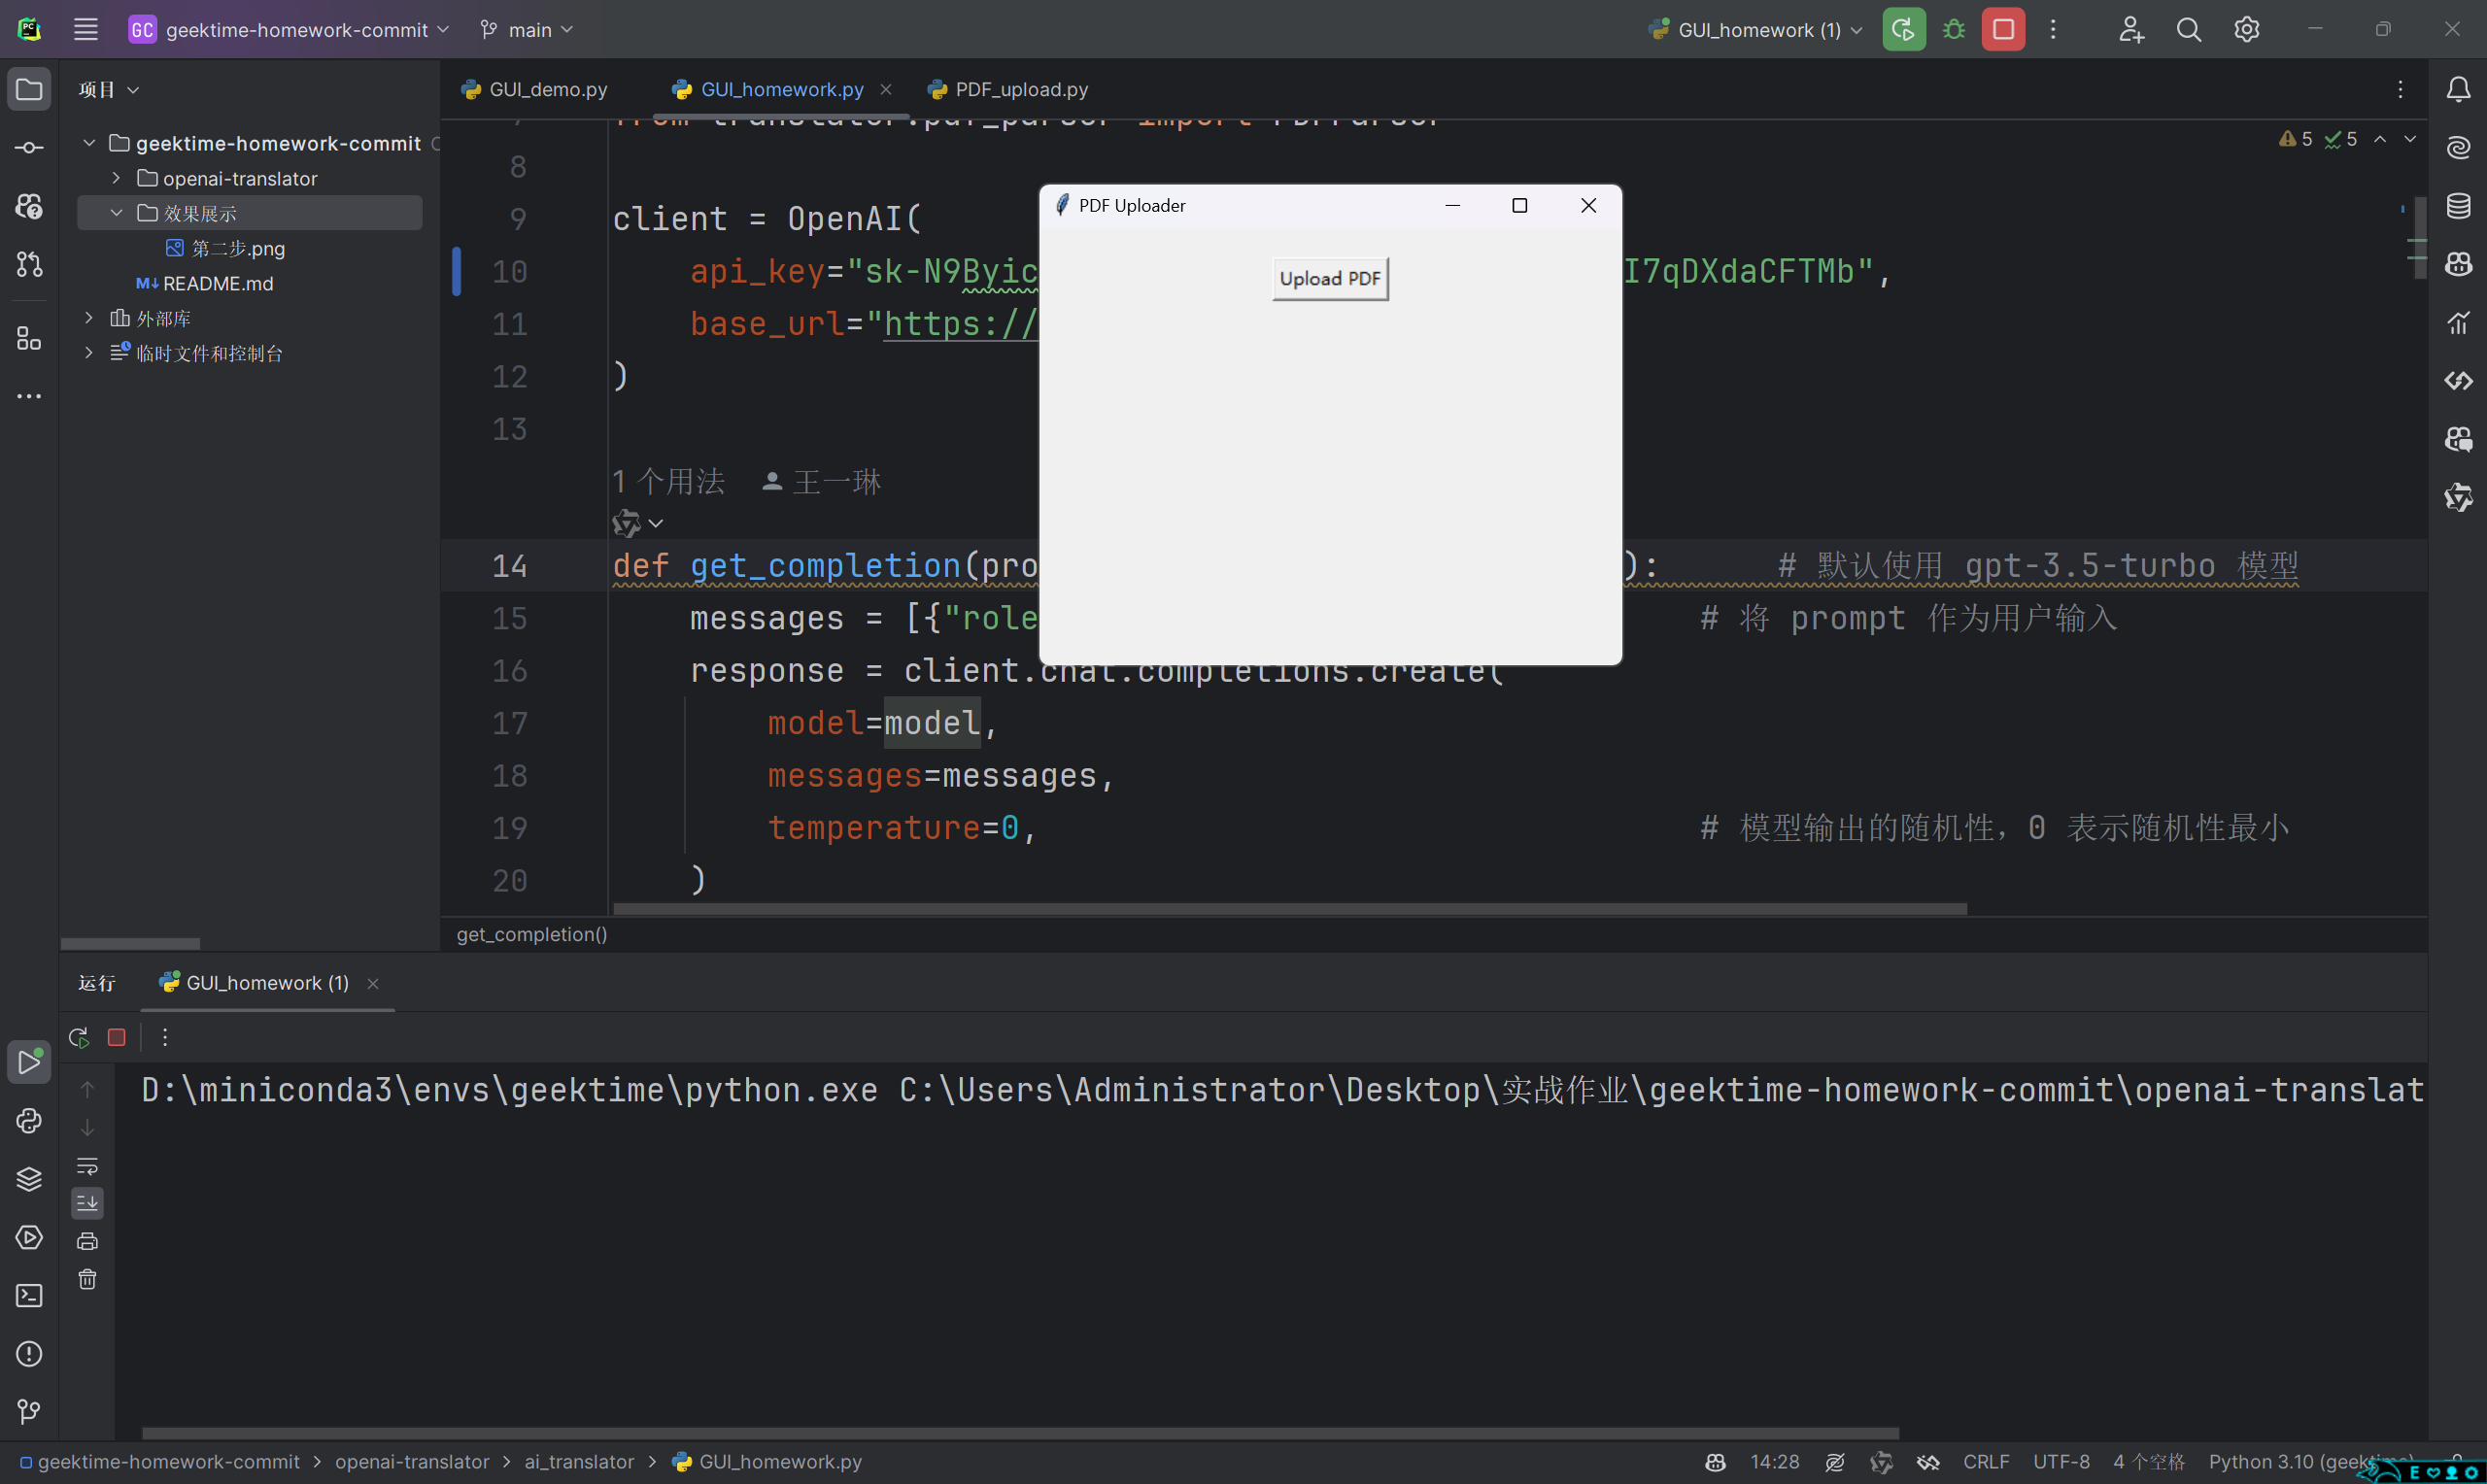 GC geektime-homework-commit main GUI_homework (1)
项目
geektime-homework-commit
openai-translator
效果展示
第二步.png
README.md
外部库
临时文件和控制台
GUI_demo.py GUI_homework.py PDF_upload.py
5 5
from translator.pdf_parser import PDFParser
8
9 client = OpenAI(
10 api_key="sk-N9Byic I7qDXdaCFTMb",
11 base_url="https://
12 )
13
1 个用法 王一琳
14 def get_completion(pro ): # 默认使用 gpt-3.5-turbo 模型
15 messages = [{"role # 将 prompt 作为用户输入
16 response = client.chat.completions.create(
17 model=model,
18 messages=messages,
19 temperature=0, # 模型输出的随机性，0 表示随机性最小
20 )
get_completion()
PDF Uploader
Upload PDF
运行 GUI_homework (1)
D:\miniconda3\envs\geektime\python.exe C:\Users\Administrator\Desktop\实战作业\geektime-homework-commit\openai-translat
geektime-homework-commit > openai-translator > ai_translator > GUI_homework.py 14:28 CRLF UTF-8 4 个空格 Python 3.10 (geektime)